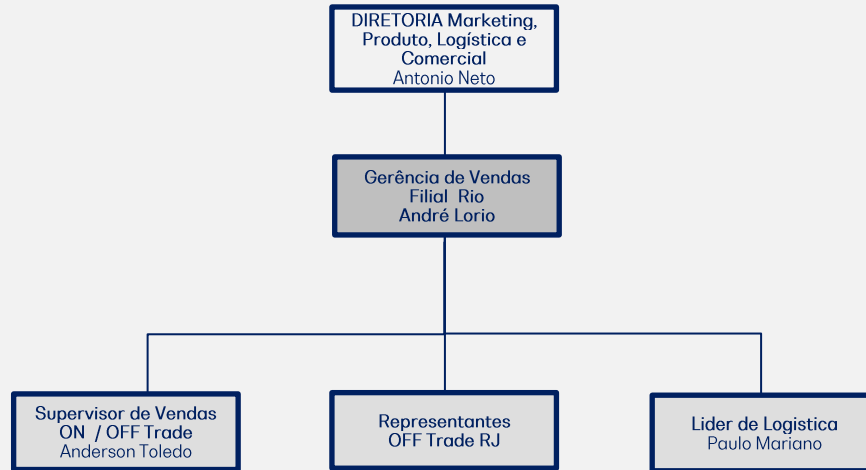 DIRETORIA Marketing,
Produto, Logística e
Comercial
Antonio Neto
Gerência de Vendas
Filial Rio
André Lorio
Supervisor de Vendas
ON / OFF Trade
Anderson Toledo
Representantes
OFF Trade RJ
Lider de Logistica
Paulo Mariano